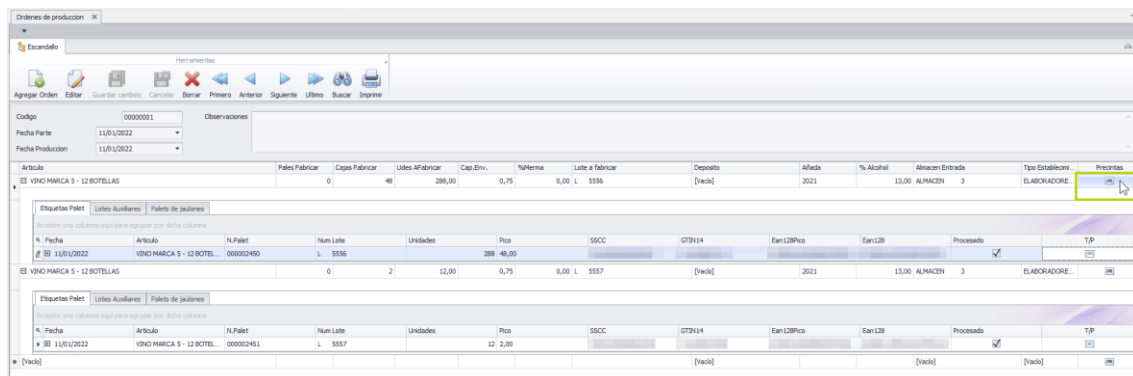 Ordenes de produccion
Escandallo
Herramientas
Agregar Orden Editar Guardar cambios Cancelar Borrar Primero Anterior Siguiente Ultimo Buscar Imprimir
Codigo 00000001 Observaciones
Fecha Parte 11/01/2022
Fecha Produccion 11/01/2022
Articulo Pales Fabricar Cajas Fabricar Udes AFabricar Cap.Env. %Merma Lote a fabricar Deposito Añada % Alcohol Almacen Entrada Tipo Establecimi... Precintas
VINO MARCA 5 - 12 BOTELLAS 0 48 288,00 0,75 0,00 L 5556 [Vacío] 2021 13,00 ALMACEN 3 ELABORADORE...
Etiquetas Palet Lotes Auxiliares Palets de jaulones
Arrastre una columna aquí para agrupar por dicha columna
Fecha Articulo N.Palet Num Lote Unidades Pico SSCC GTIN14 Ean128Pico Ean128 Procesado T/P
11/01/2022 VINO MARCA 5 - 12 BOTEL... 000002450 L 5556 288 48,00
VINO MARCA 5 - 12 BOTELLAS 0 2 12,00 0,75 0,00 L 5557 [Vacío] 2021 13,00 ALMACEN 3 ELABORADORE...
Etiquetas Palet Lotes Auxiliares Palets de jaulones
Arrastre una columna aquí para agrupar por dicha columna
Fecha Articulo N.Palet Num Lote Unidades Pico SSCC GTIN14 Ean128Pico Ean128 Procesado T/P
11/01/2022 VINO MARCA 5 - 12 BOTEL... 000002451 L 5557 12 2,00
[Vacío] [Vacío] [Vacío] [Vacío]